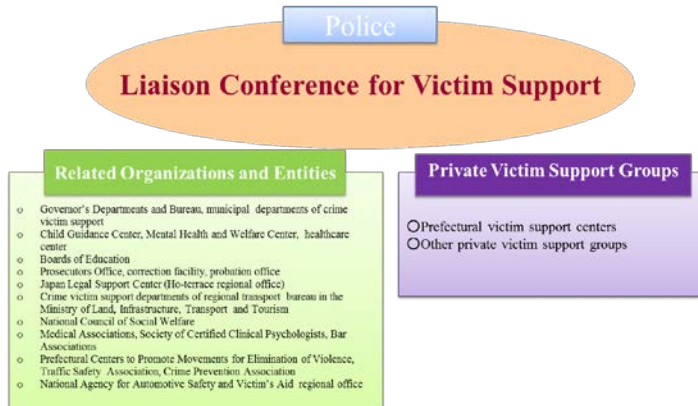 Police
Liaison Conference for Victim Support
Related Organizations and Entities
o Governor's Departments and Bureau, municipal departments of crime
victim support
o Child Guidance Center, Mental Health and Welfare Center, healthcare
center
o Boards of Education
o Prosecutors Office, correction facility, probation office
o Japan Legal Support Center (Ho-terrace regional office)
o Crime victim support departments of regional transport bureau in the
Ministry of Land, Infrastructure, Transport and Tourism
o National Council of Social Welfare
o Medical Associations, Society of Certified Clinical Psychologists, Bar
Associations
o Prefectural Centers to Promote Movements for Elimination of Violence,
Traffic Safety Association, Crime Prevention Association
o National Agency for Automotive Safety and Victim's Aid regional office
Private Victim Support Groups
○Prefectural victim support centers
○Other private victim support groups